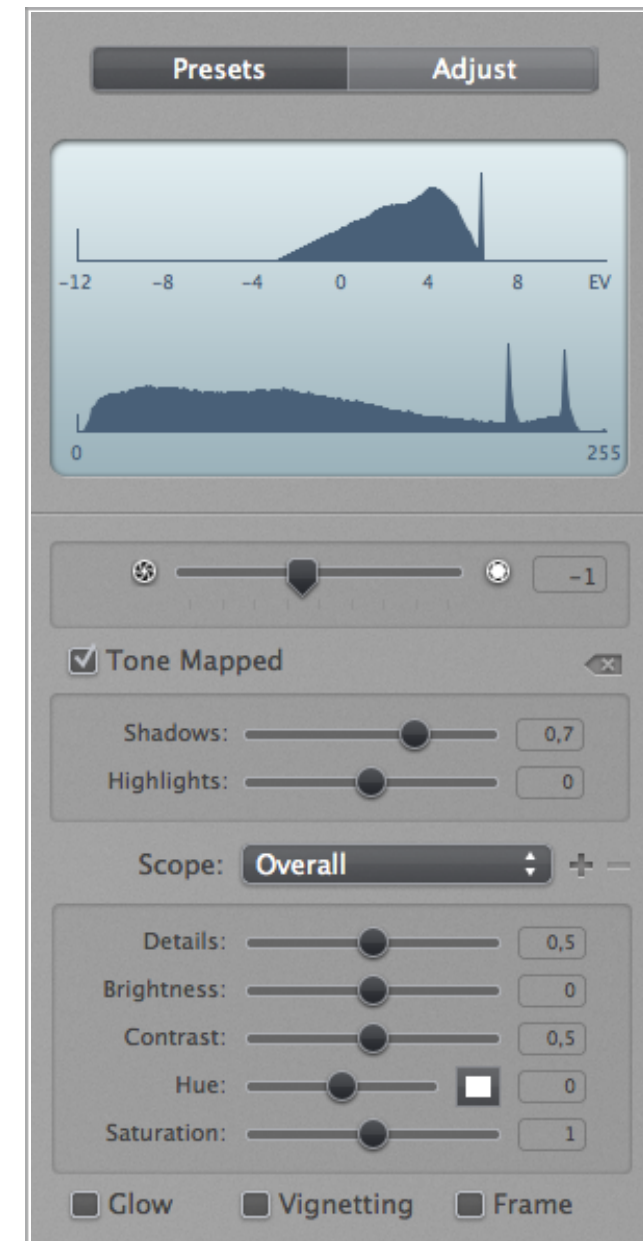 Presets Adjust
-12 -8 -4 0 4 8 EV
0 255
-1
Tone Mapped
Shadows: 0,7
Highlights: 0
Scope: Overall
Details: 0,5
Brightness: 0
Contrast: 0,5
Hue: 0
Saturation: 1
Glow Vignetting Frame